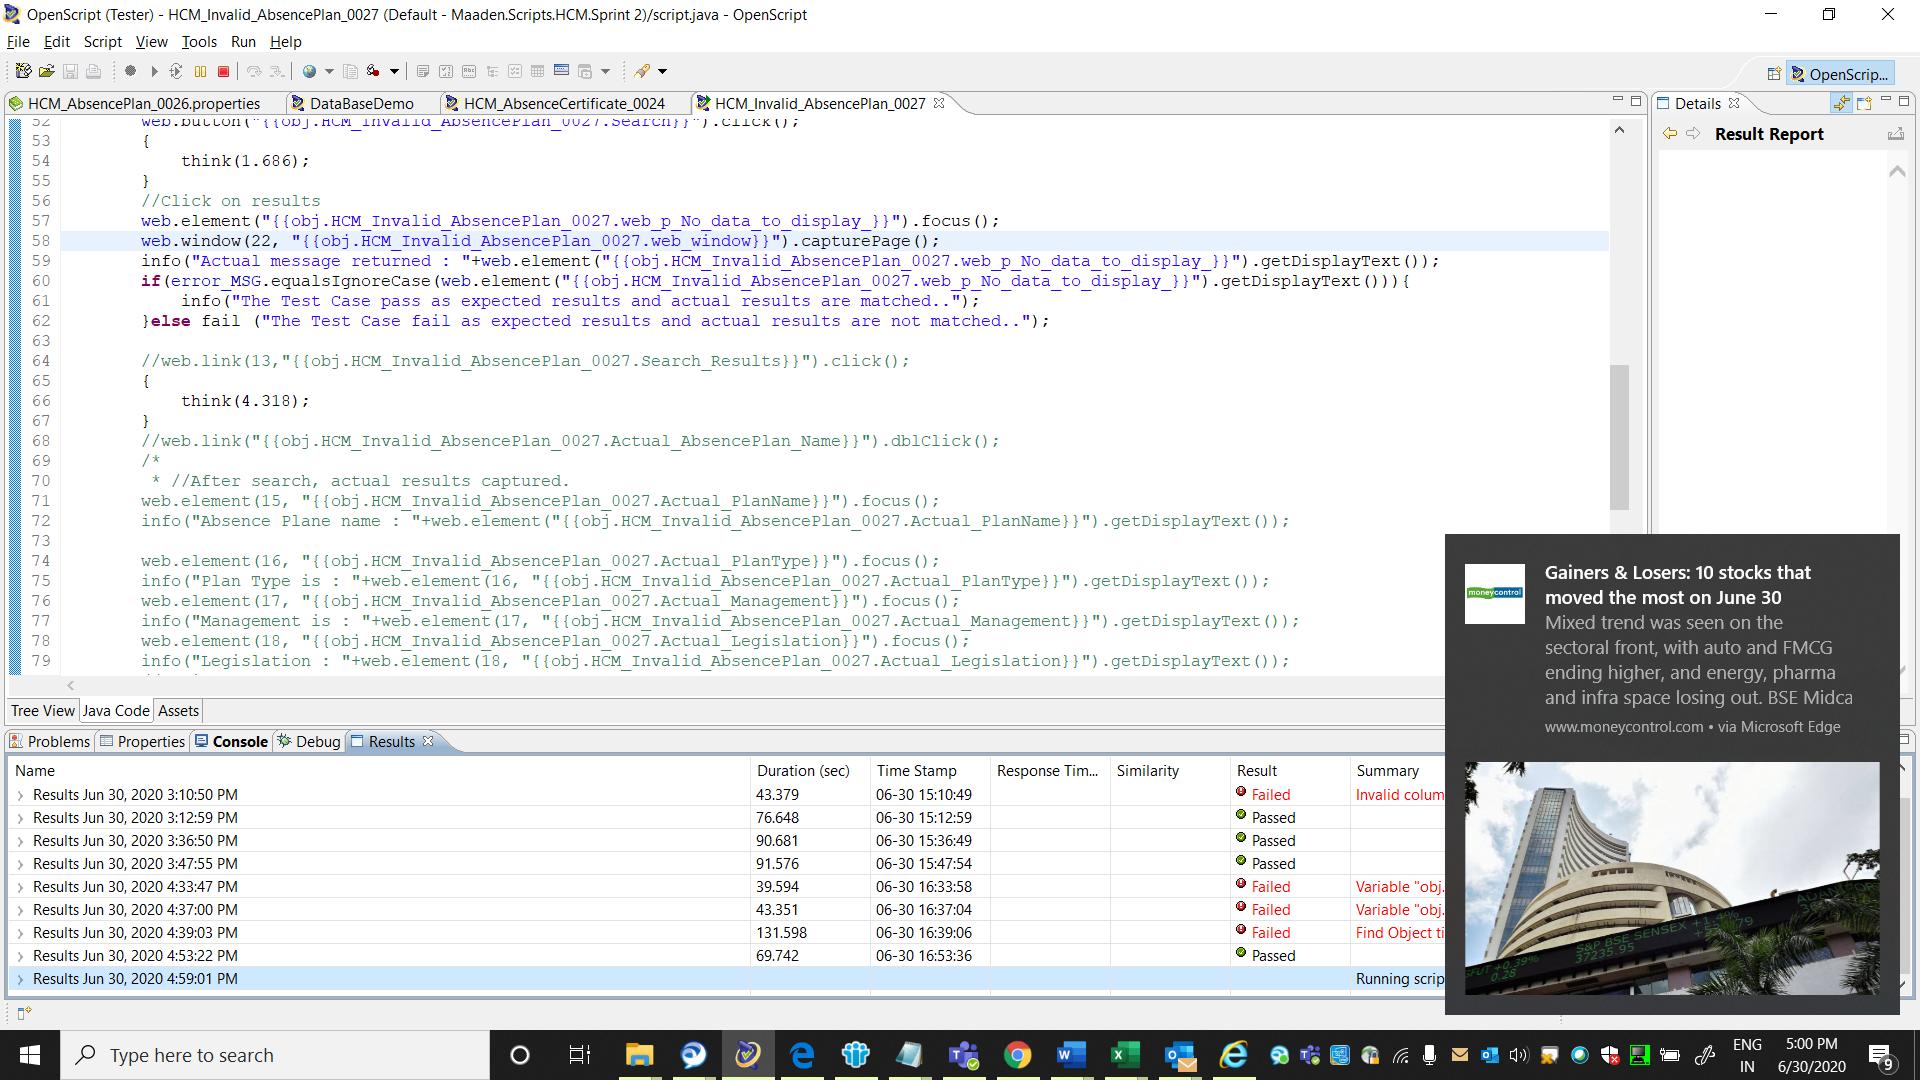 OpenScript (Tester) - HCM_Invalid_AbsencePlan_0027 (Default - Maaden.Scripts.HCM.Sprint 2)/script.java - OpenScript
File Edit Script View Tools Run Help
OpenScrip...
HCM_AbsencePlan_0026.properties DataBaseDemo HCM_AbsenceCertificate_0024 HCM_Invalid_AbsencePlan_0027
Details
Result Report
52 web.button("{{obj.HCM_Invalid_AbsencePlan_0027.Search}}").click();
53 {
54 think(1.686);
55 }
56 //Click on results
57 web.element("{{obj.HCM_Invalid_AbsencePlan_0027.web_p_No_data_to_display_}}").focus();
58 web.window(22, "{{obj.HCM_Invalid_AbsencePlan_0027.web_window}}").capturePage();
59 info("Actual message returned : "+web.element("{{obj.HCM_Invalid_AbsencePlan_0027.web_p_No_data_to_display_}}").getDisplayText());
60 if(error_MSG.equalsIgnoreCase(web.element("{{obj.HCM_Invalid_AbsencePlan_0027.web_p_No_data_to_display_}}").getDisplayText())){
61 info("The Test Case pass as expected results and actual results are matched..");
62 }else fail ("The Test Case fail as expected results and actual results are not matched..");
63
64 //web.link(13,"{{obj.HCM_Invalid_AbsencePlan_0027.Search_Results}}").click();
65 {
66 think(4.318);
67 }
68 //web.link("{{obj.HCM_Invalid_AbsencePlan_0027.Actual_AbsencePlan_Name}}").dblClick();
69 /*
70 * //After search, actual results captured.
71 web.element(15, "{{obj.HCM_Invalid_AbsencePlan_0027.Actual_PlanName}}").focus();
72 info("Absence Plane name : "+web.element("{{obj.HCM_Invalid_AbsencePlan_0027.Actual_PlanName}}").getDisplayText());
73
74 web.element(16, "{{obj.HCM_Invalid_AbsencePlan_0027.Actual_PlanType}}").focus();
75 info("Plan Type is : "+web.element(16, "{{obj.HCM_Invalid_AbsencePlan_0027.Actual_PlanType}}").getDisplayText());
76 web.element(17, "{{obj.HCM_Invalid_AbsencePlan_0027.Actual_Management}}").focus();
77 info("Management is : "+web.element(17, "{{obj.HCM_Invalid_AbsencePlan_0027.Actual_Management}}").getDisplayText());
78 web.element(18, "{{obj.HCM_Invalid_AbsencePlan_0027.Actual_Legislation}}").focus();
79 info("Legislation : "+web.element(18, "{{obj.HCM_Invalid_AbsencePlan_0027.Actual_Legislation}}").getDisplayText());
Tree View Java Code Assets
Problems Properties Console Debug Results
Name Duration (sec) Time Stamp Response Tim... Similarity Result Summary
Results Jun 30, 2020 3:10:50 PM 43.379 06-30 15:10:49 Failed Invalid colum
Results Jun 30, 2020 3:12:59 PM 76.648 06-30 15:12:59 Passed
Results Jun 30, 2020 3:36:50 PM 90.681 06-30 15:36:49 Passed
Results Jun 30, 2020 3:47:55 PM 91.576 06-30 15:47:54 Passed
Results Jun 30, 2020 4:33:47 PM 39.594 06-30 16:33:58 Failed Variable "obj.
Results Jun 30, 2020 4:37:00 PM 43.351 06-30 16:37:04 Failed Variable "obj.
Results Jun 30, 2020 4:39:03 PM 131.598 06-30 16:39:06 Failed Find Object ti
Results Jun 30, 2020 4:53:22 PM 69.742 06-30 16:53:36 Passed
Results Jun 30, 2020 4:59:01 PM Running scrip
moneycontrol
Gainers & Losers: 10 stocks that
moved the most on June 30
Mixed trend was seen on the
sectoral front, with auto and FMCG
ending higher, and energy, pharma
and infra space losing out. BSE Midca
www.moneycontrol.com • via Microsoft Edge
S&P BSE SENSEX +1.4%
37235.95
+0.39%
0.28
Type here to search
ENG
IN
5:00 PM
6/30/2020
9